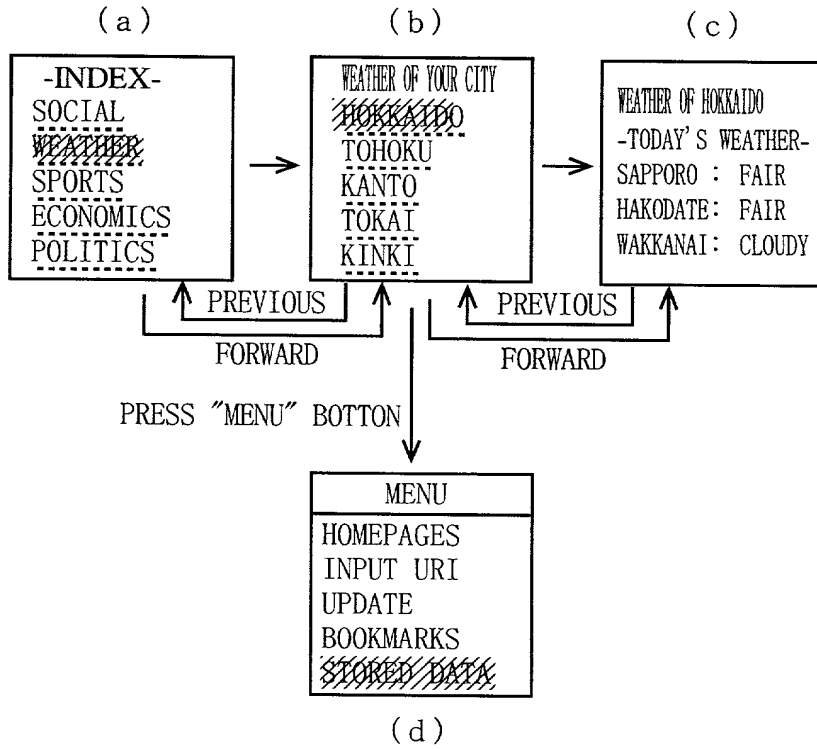 (a)
(b)
(c)
-INDEX-
SOCIAL
WEATHER
SPORTS
ECONOMICS
POLITICS
WEATHER OF YOUR CITY
HOKKAIDO
TOHOKU
KANTO
TOKAI
KINKI
WEATHER OF HOKKAIDO
-TODAY'S WEATHER-
SAPPORO : FAIR
HAKODATE: FAIR
WAKKANAI: CLOUDY
PREVIOUS
FORWARD
PREVIOUS
FORWARD
PRESS "MENU" BOTTON
MENU
HOMEPAGES
INPUT URI
UPDATE
BOOKMARKS
STORED DATA
(d)